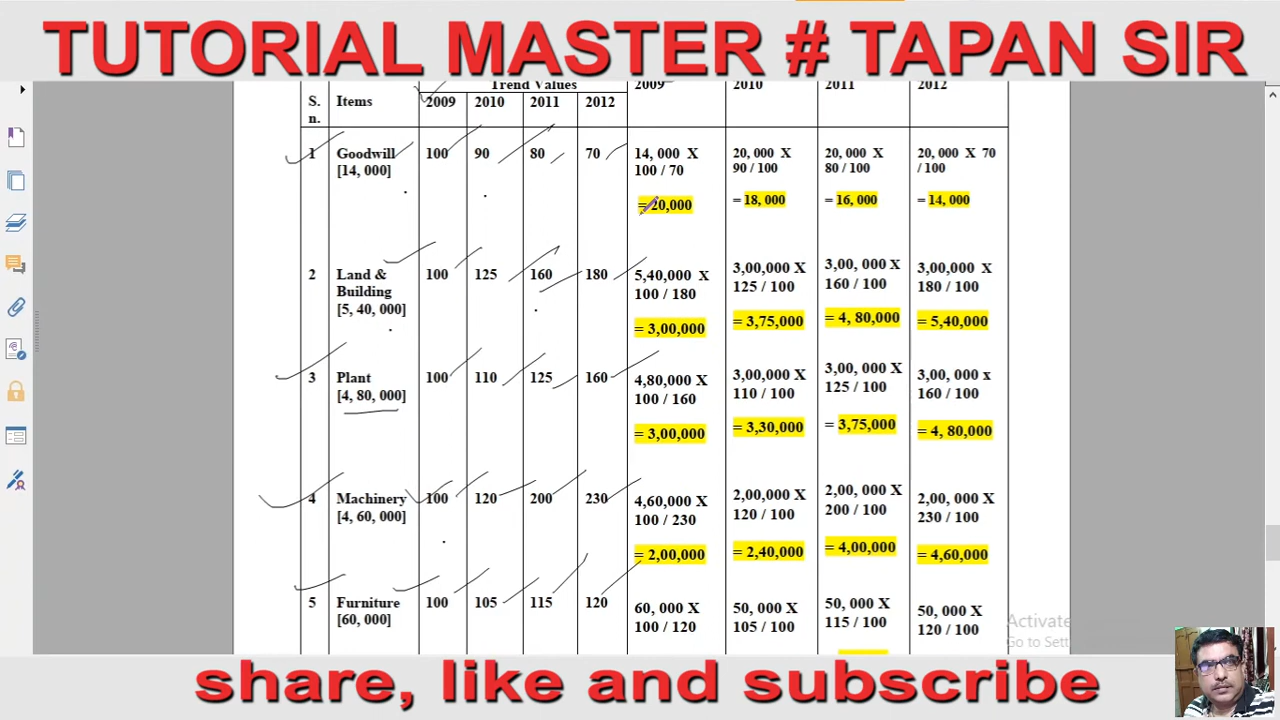 TUTORIAL MASTER # TAPAN SIR
Trend Values 2009 2010 2011 2012
S. n. Items 2009 2010 2011 2012
1 Goodwill [14, 000] 100 90 80 70 14, 000 X 100 / 70 = 20,000 20, 000 X 90 / 100 = 18, 000 20, 000 X 80 / 100 = 16, 000 20, 000 X 70 / 100 = 14, 000
2 Land & Building [5, 40, 000] 100 125 160 180 5,40,000 X 100 / 180 = 3,00,000 3,00,000 X 125 / 100 = 3,75,000 3,00, 000 X 160 / 100 = 4, 80,000 3,00,000 X 180 / 100 = 5,40,000
3 Plant [4, 80, 000] 100 110 125 160 4,80,000 X 100 / 160 = 3,00,000 3,00,000 X 110 / 100 = 3,30,000 3,00, 000 X 125 / 100 = 3,75,000 3,00, 000 x 160 / 100 = 4, 80,000
4 Machinery [4, 60, 000] 100 120 200 230 4,60,000 X 100 / 230 = 2,00,000 2,00,000 X 120 / 100 = 2,40,000 2,00, 000 X 200 / 100 = 4,00,000 2,00, 000 X 230 / 100 = 4,60,000
5 Furniture [60, 000] 100 105 115 120 60, 000 X 100 / 120 50, 000 X 105 / 100 50, 000 X 115 / 100 50, 000 X 120 / 100
Activate
Go to Sett
share, like and subscribe